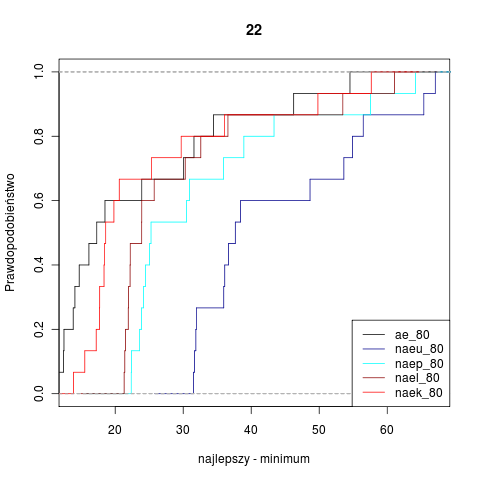 22
Prawdopodobieństwo
1.0
0.8
0.6
0.4
0.2
0.0
20 30 40 50 60
najlepszy - minimum
ae_80
naeu_80
naep_80
nael_80
naek_80